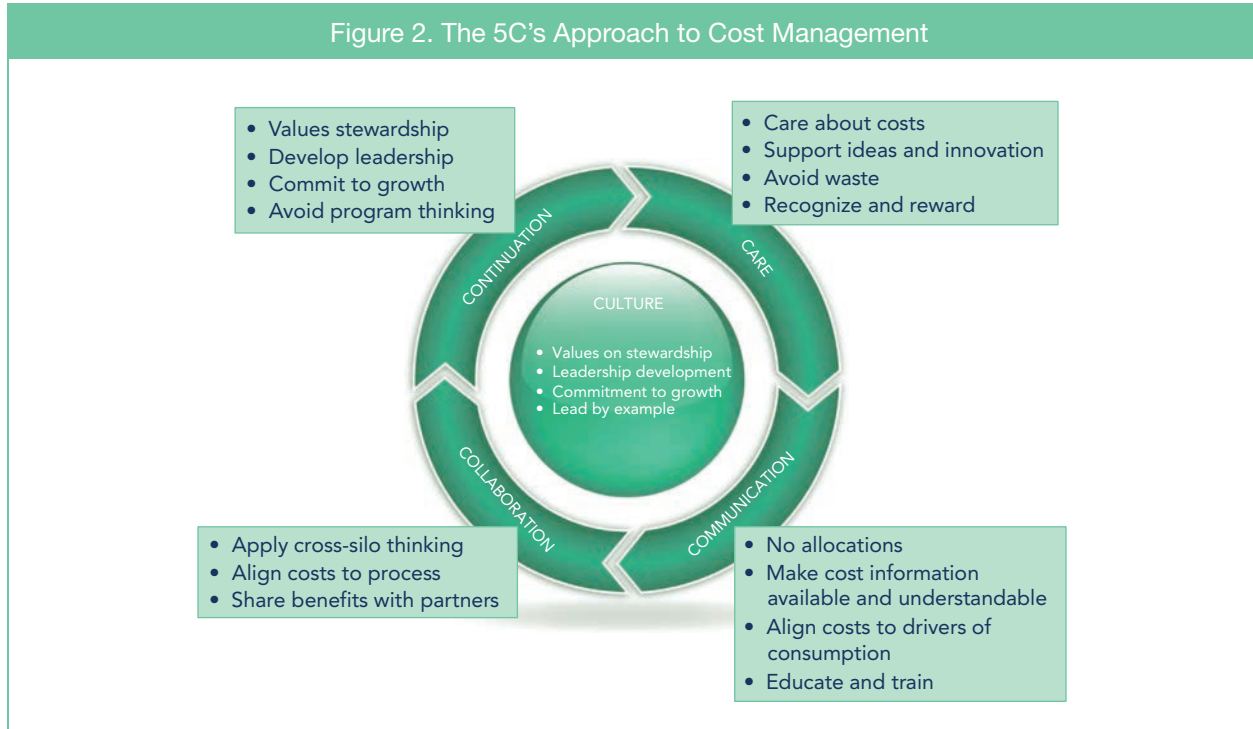 Figure 2. The 5C’s Approach to Cost Management
• Values stewardship
• Develop leadership
• Commit to growth
• Avoid program thinking
• Care about costs
• Support ideas and innovation
• Avoid waste
• Recognize and reward
CONTINUATION
CARE
CULTURE
• Values on stewardship
• Leadership development
• Commitment to growth
• Lead by example
COLLABORATION
COMMUNICATION
• Apply cross-silo thinking
• Align costs to process
• Share benefits with partners
• No allocations
• Make cost information
available and understandable
• Align costs to drivers of
consumption
• Educate and train